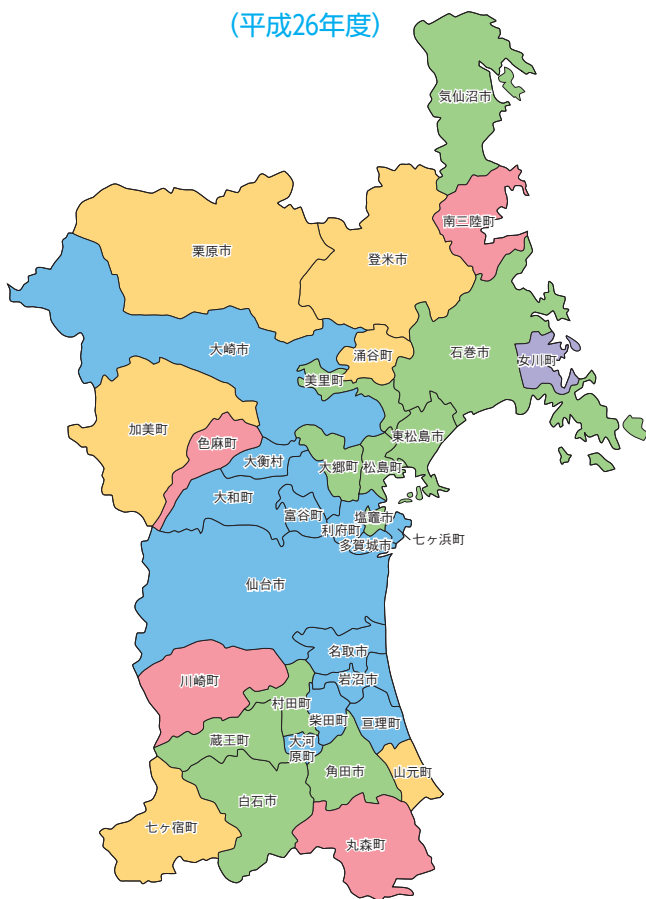 （平成26年度）
気仙沼市
南三陸町
栗原市
登米市
大崎市
涌谷町
石巻市
女川町
美里町
加美町
色麻町
東松島市
大衡村
大郷町
松島町
大和町
富谷町
塩竈市
利府町
七ヶ浜町
多賀城市
仙台市
名取市
岩沼市
川崎町
村田町
柴田町
亘理町
蔵王町
大河
原町
角田市
山元町
白石市
七ヶ宿町
丸森町